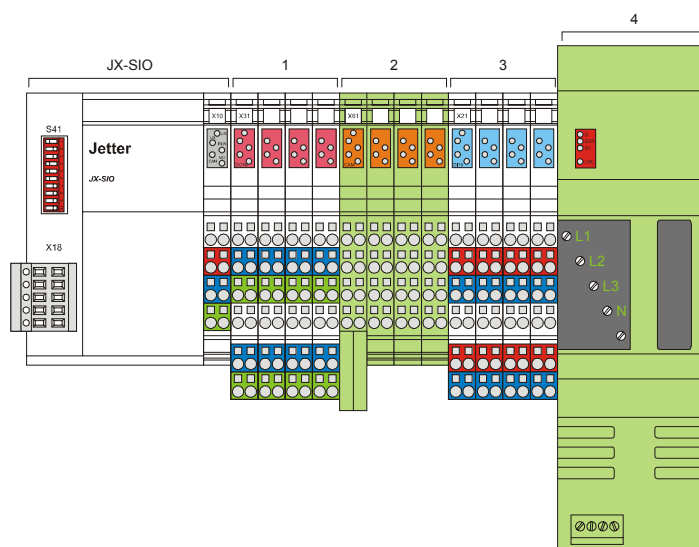 4
JX-SIO 1 2 3
S41
X10 X31 X61 X21
Jetter
JX-SIO
X18
L1
L2
L3
N